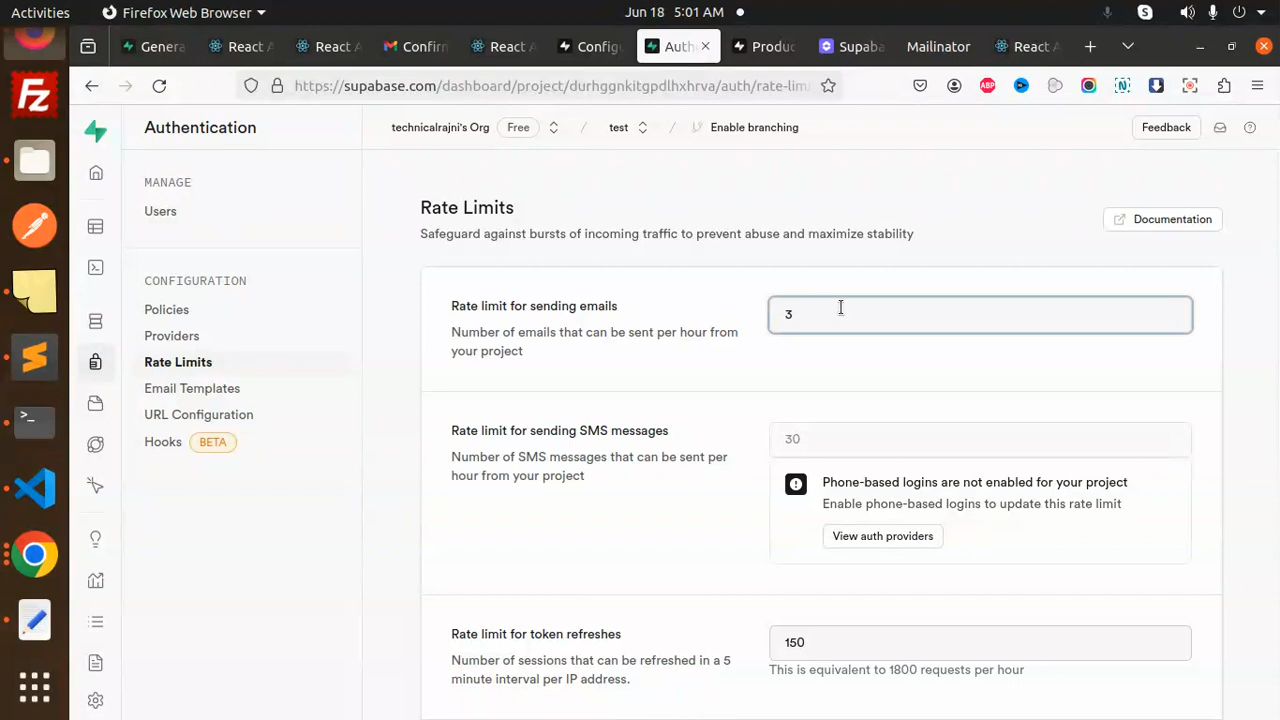 Activities
Firefox Web Browser
Jun 18 5:01 AM
Genera
React A
React A
Confirm
React A
Config
Auth
Produc
Supaba
Mailinator
React A
https://supabase.com/dashboard/project/durhggnkitgpdlhxhrva/auth/rate-lim
Authentication
technicalrajni's Org
Free
/
test
/
Enable branching
Feedback
MANAGE
Users
CONFIGURATION
Policies
Providers
Rate Limits
Email Templates
URL Configuration
Hooks
BETA
Rate Limits
Safeguard against bursts of incoming traffic to prevent abuse and maximize stability
Documentation
Rate limit for sending emails
Number of emails that can be sent per hour from
your project
3
Rate limit for sending SMS messages
Number of SMS messages that can be sent per
hour from your project
30
Phone-based logins are not enabled for your project
Enable phone-based logins to update this rate limit
View auth providers
Rate limit for token refreshes
Number of sessions that can be refreshed in a 5
minute interval per IP address.
150
This is equivalent to 1800 requests per hour